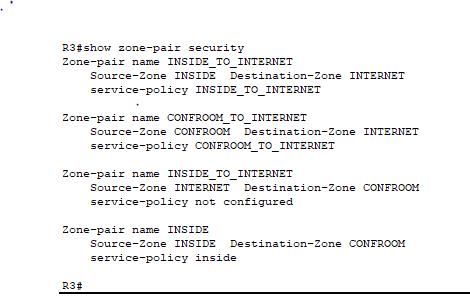 R3#show zone-pair security
Zone-pair name INSIDE_TO_INTERNET
Source-Zone INSIDE  Destination-Zone INTERNET
service-policy INSIDE_TO_INTERNET
Zone-pair name CONFROOM_TO_INTERNET
Source-Zone CONFROOM  Destination-Zone INTERNET
service-policy CONFROOM_TO_INTERNET
Zone-pair name INSIDE_TO_INTERNET
Source-Zone INTERNET  Destination-Zone CONFROOM
service-policy not configured
Zone-pair name INSIDE
Source-Zone INSIDE  Destination-Zone CONFROOM
service-policy inside
R3#